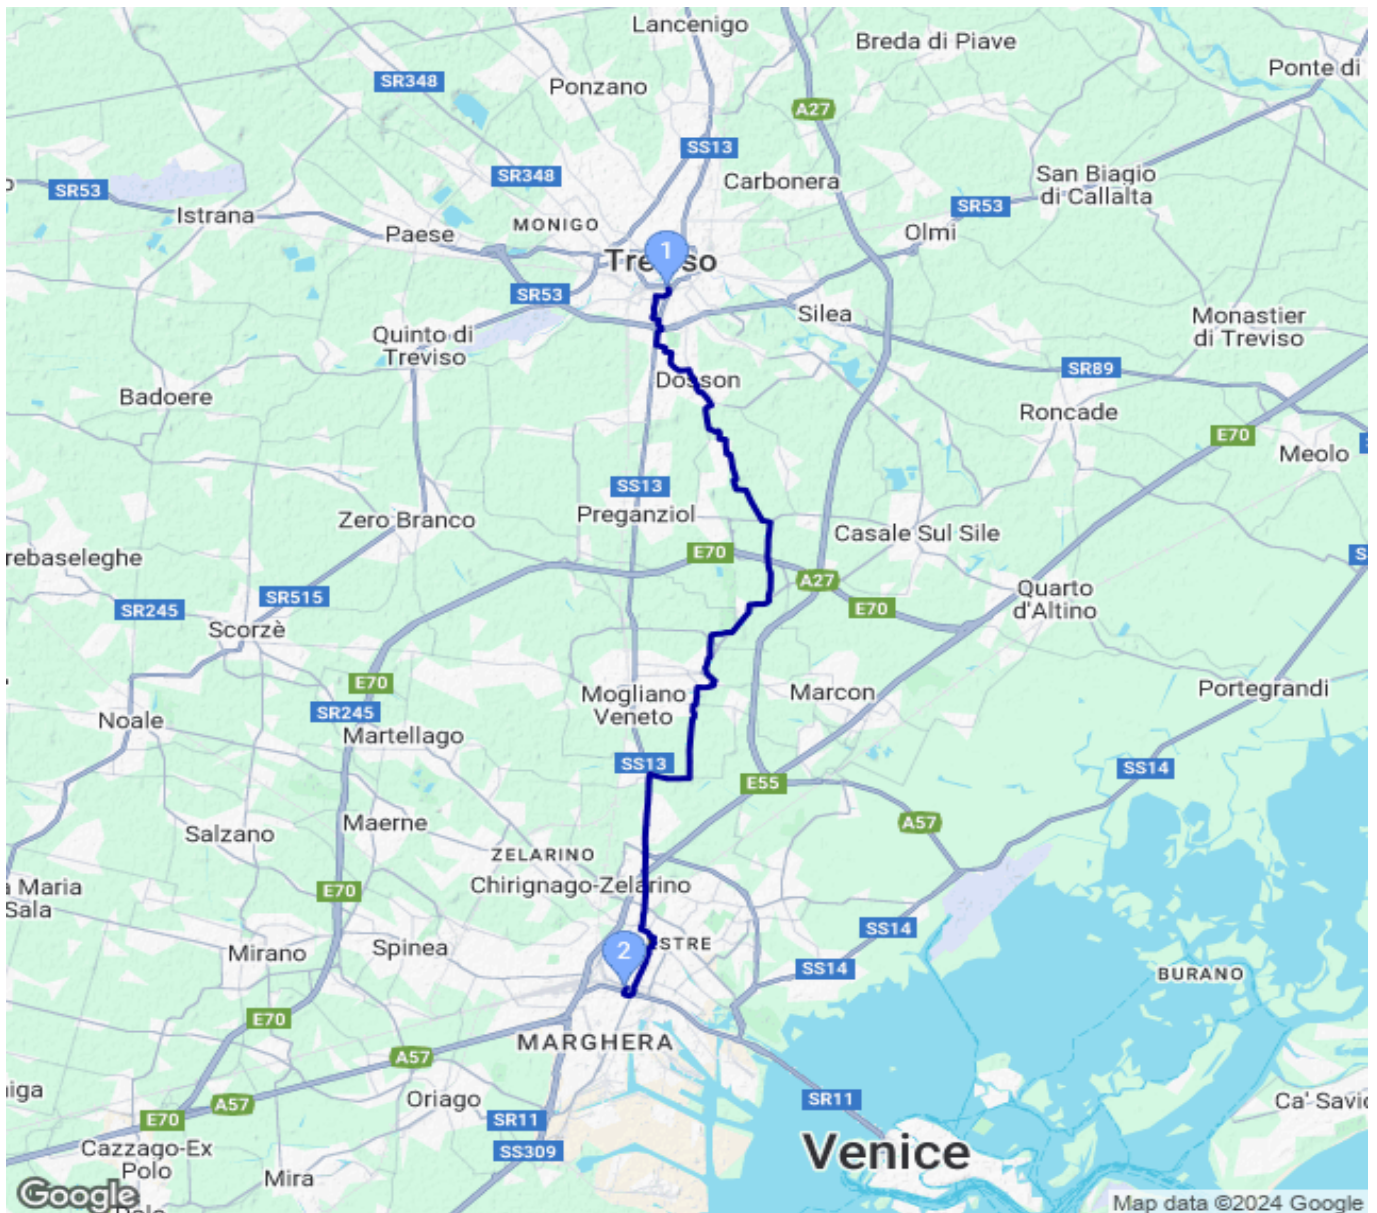 Lancenigo
Breda di Piave
Ponte di
SR348
Ponzano
A27
SS13
SR348
Carbonera
San Biagio
di Callalta
SR53
Istrana
MONIGO
Paese
SR53
Olmi
1
Treviso
SR53
Silea
Monastier
di Treviso
Quinto di
Treviso
Dosson
SR89
Badoere
Roncade
E70
Meolo
SS13
Preganziol
Zero Branco
Casale Sul Sile
rebaseleghe
E70
A27
SR245
SR515
E70
Quarto
d'Altino
Scorzè
E70
Mogliano
Veneto
Marcon
Portegrandi
Noale
SR245
Martellago
SS13
E55
SS14
Salzano
Maerne
A57
ZELARINO
Chirignago-Zelarino
a Maria
Sala
E70
SS14
Mirano
Spinea
2
ESTRE
SS14
BURANO
E70
MARGHERA
A57
iga
A57
Oriago
SR11
SR11
Ca' Savio
E70
Cazzago-Ex
Polo
SS309
Venice
Mira
Google
Map data ©2024 Google